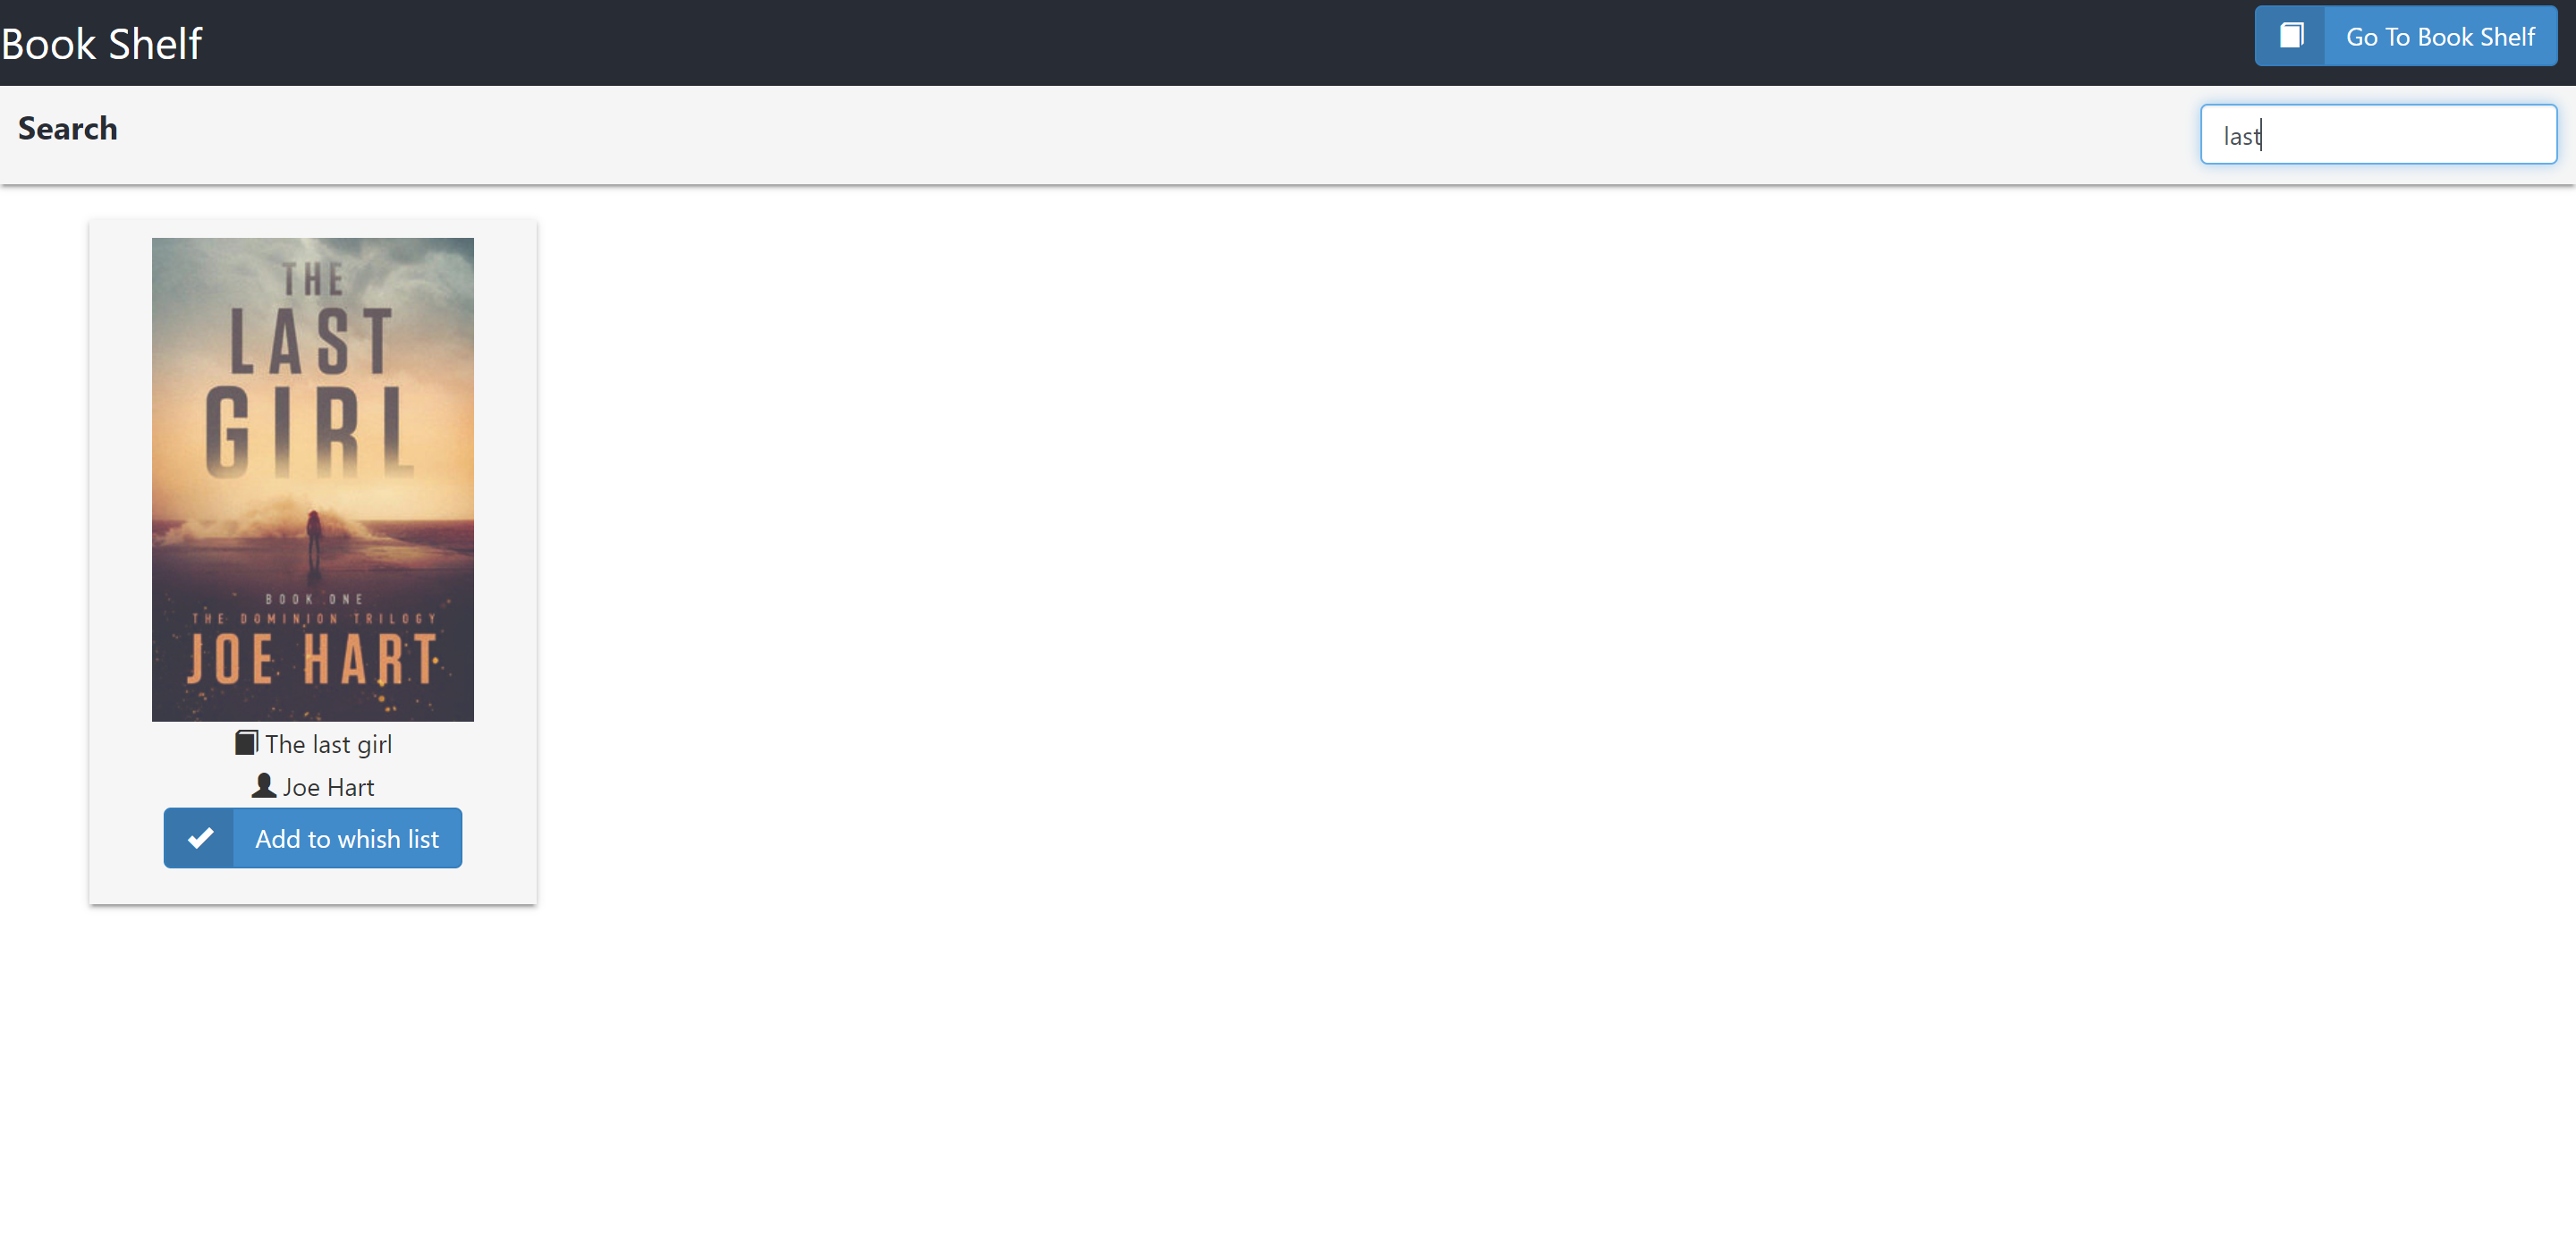 Book Shelf
Go To Book Shelf
Search
last
THE
LAST
GIRL
BOOK ONE
THE DOMINION TRILOGY
JOE HART
The last girl
Joe Hart
Add to whish list